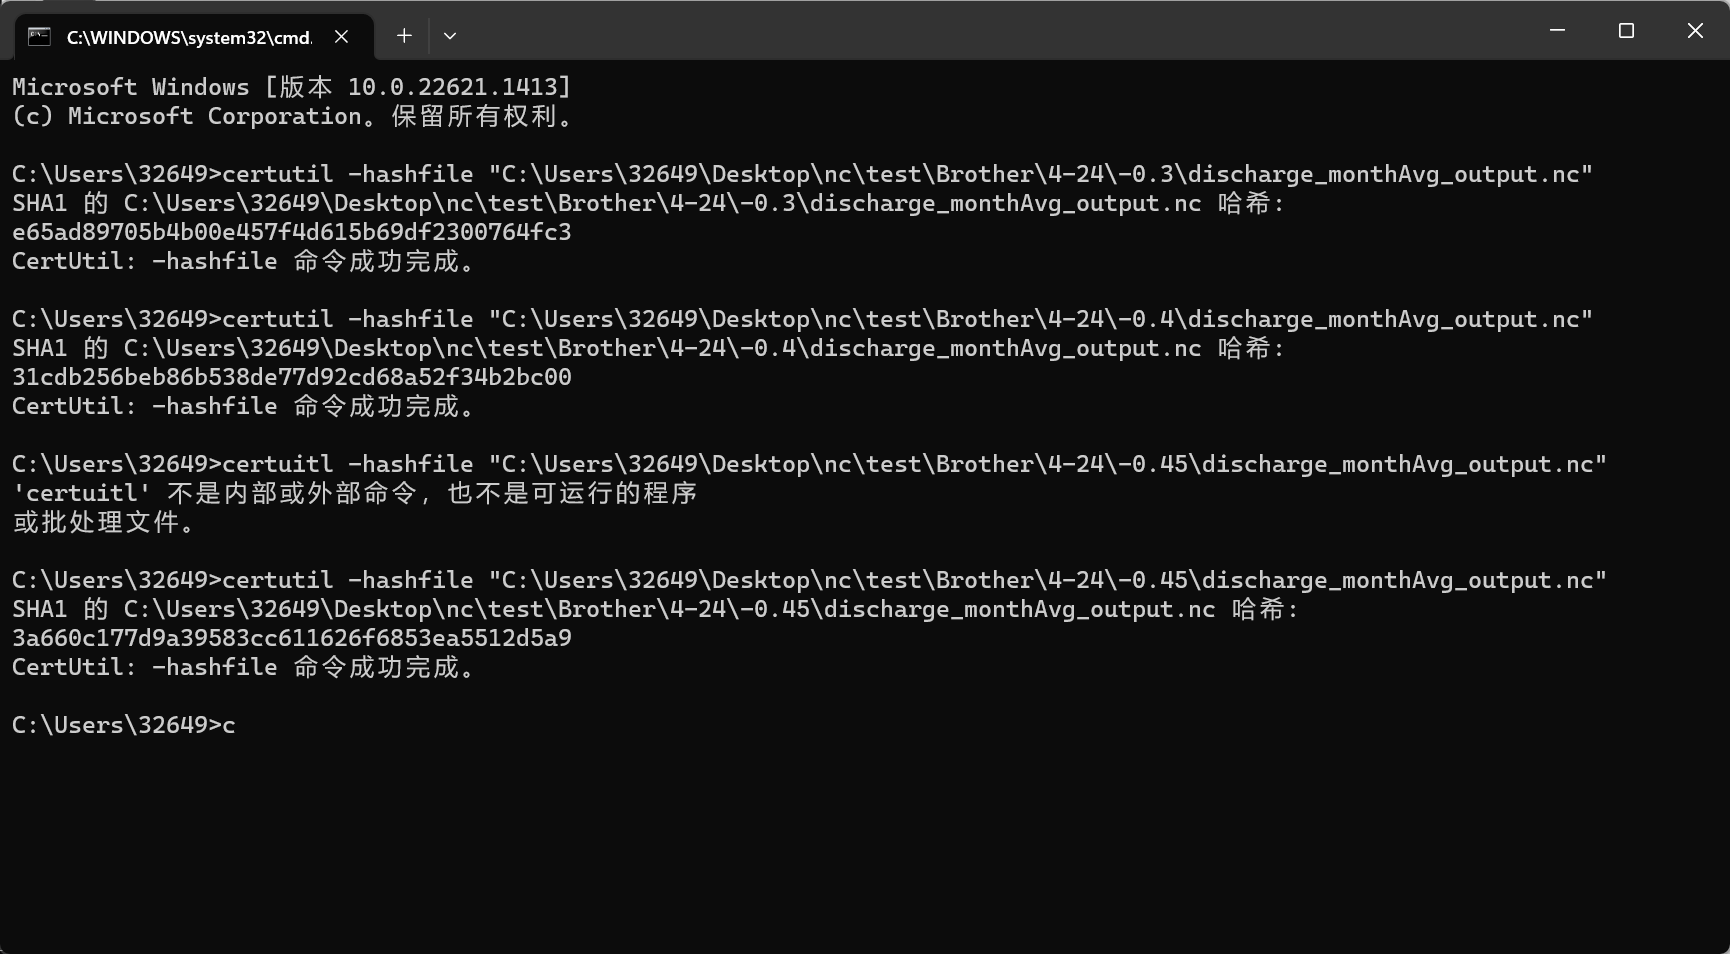 C:\WINDOWS\system32\cmd.
Microsoft Windows [版本 10.0.22621.1413]
(c) Microsoft Corporation。保留所有权利。
C:\Users\32649>certutil -hashfile "C:\Users\32649\Desktop\nc\test\Brother\4-24\-0.3\discharge_monthAvg_output.nc"
SHA1 的 C:\Users\32649\Desktop\nc\test\Brother\4-24\-0.3\discharge_monthAvg_output.nc 哈希:
e65ad89705b4b00e457f4d615b69df2300764fc3
CertUtil: -hashfile 命令成功完成。
C:\Users\32649>certutil -hashfile "C:\Users\32649\Desktop\nc\test\Brother\4-24\-0.4\discharge_monthAvg_output.nc"
SHA1 的 C:\Users\32649\Desktop\nc\test\Brother\4-24\-0.4\discharge_monthAvg_output.nc 哈希:
31cdb256beb86b538de77d92cd68a52f34b2bc00
CertUtil: -hashfile 命令成功完成。
C:\Users\32649>certuitl -hashfile "C:\Users\32649\Desktop\nc\test\Brother\4-24\-0.45\discharge_monthAvg_output.nc"
'certuitl' 不是内部或外部命令，也不是可运行的程序
或批处理文件。
C:\Users\32649>certutil -hashfile "C:\Users\32649\Desktop\nc\test\Brother\4-24\-0.45\discharge_monthAvg_output.nc"
SHA1 的 C:\Users\32649\Desktop\nc\test\Brother\4-24\-0.45\discharge_monthAvg_output.nc 哈希:
3a660c177d9a39583cc611626f6853ea5512d5a9
CertUtil: -hashfile 命令成功完成。
C:\Users\32649>c